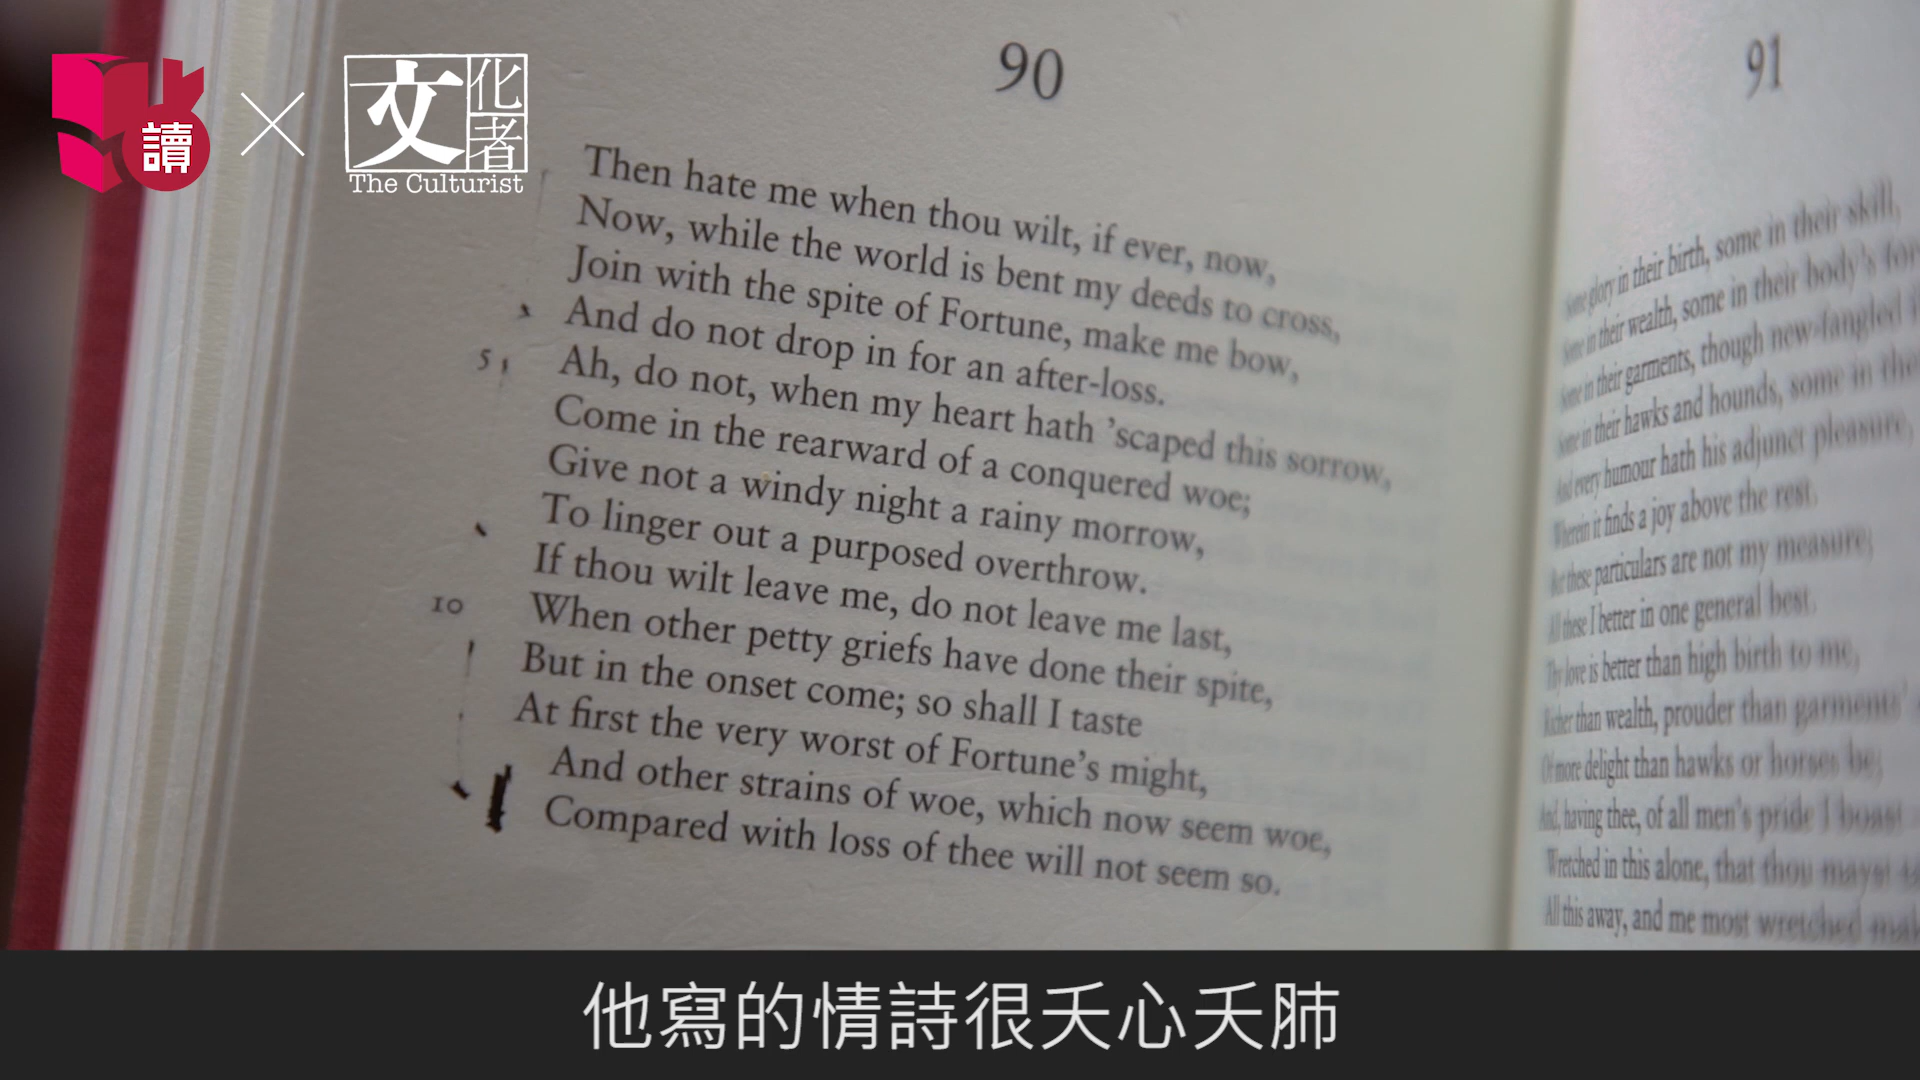 讀
文化者
The Culturist
90
Then hate me when thou wilt, if ever, now,
Now, while the world is bent my deeds to cross,
Join with the spite of Fortune, make me bow,
And do not drop in for an after-loss.
5 Ah, do not, when my heart hath ’scaped this sorrow,
Come in the rearward of a conquered woe;
Give not a windy night a rainy morrow,
To linger out a purposed overthrow.
If thou wilt leave me, do not leave me last,
10 When other petty griefs have done their spite,
But in the onset come; so shall I taste
At first the very worst of Fortune’s might,
And other strains of woe, which now seem woe,
Compared with loss of thee will not seem so.
91
Some glory in their birth, some in their skill,
Some in their wealth, some in their body’s
Some in their garments, though new-fangled
Some in their hawks and hounds, some in
And every humour hath his adjunct pleasure,
Wherein it finds a joy above the rest.
But these particulars are not my measure;
All these I better in one general best.
Thy love is better than high birth to me,
Richer than wealth, prouder than garments’
Of more delight than hawks or horses be;
And, having thee, of all men’s pride I boast
Wretched in this alone, that thou mayst
All this away, and me most wretched
他寫的情詩很夭心夭肺